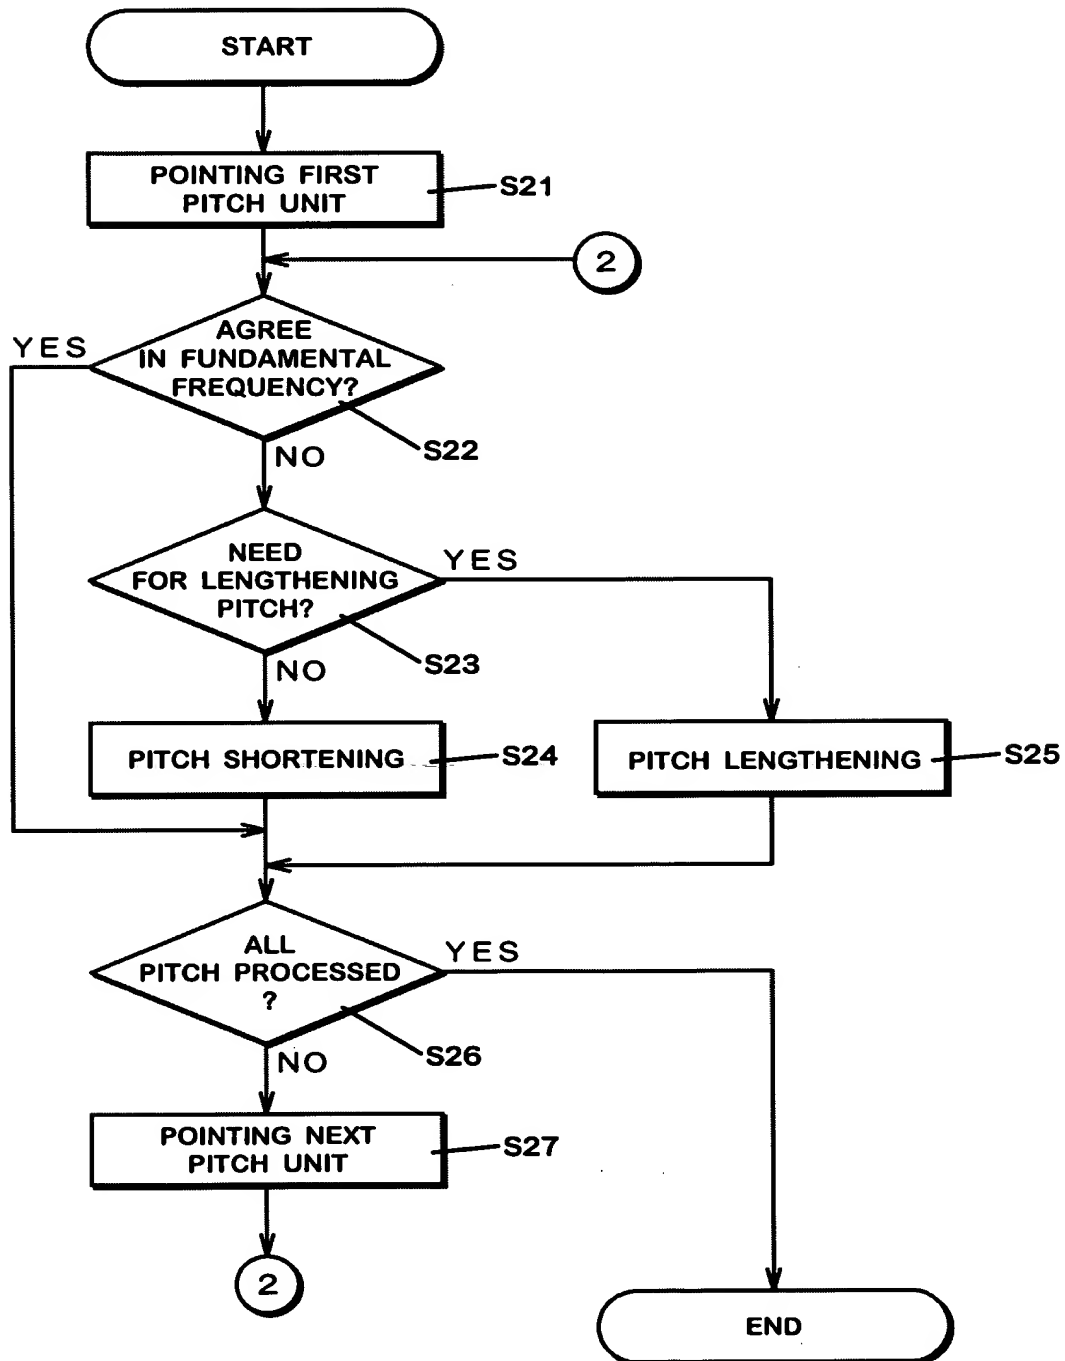 START
POINTING FIRST
PITCH UNIT
S21
2
AGREE
IN FUNDAMENTAL
FREQUENCY?
YES
S22
NO
NEED
FOR LENGTHENING
PITCH?
YES
S23
NO
PITCH SHORTENING
S24
PITCH LENGTHENING
S25
ALL
PITCH PROCESSED
?
YES
S26
NO
POINTING NEXT
PITCH UNIT
S27
2
END